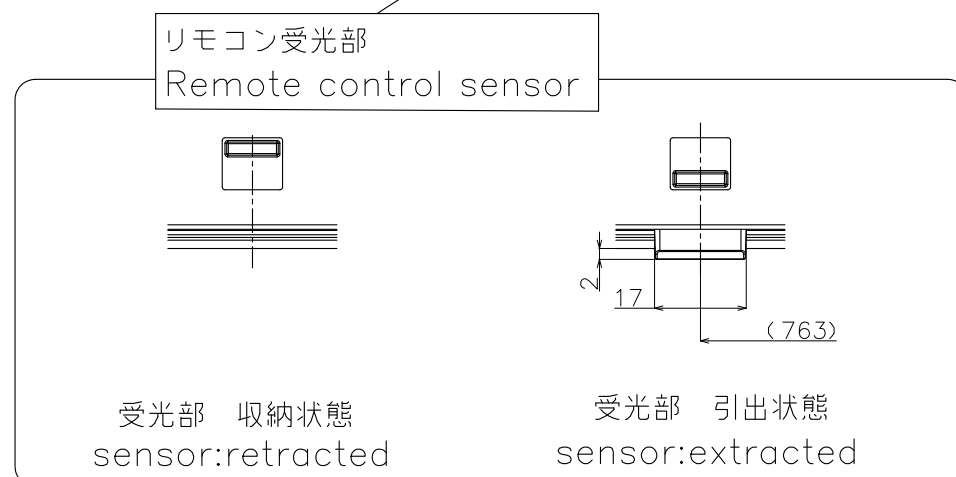 リモコン受光部
Remote control sensor
2
17
(763)
受光部　収納状態
sensor:retracted
受光部　引出状態
sensor:extracted